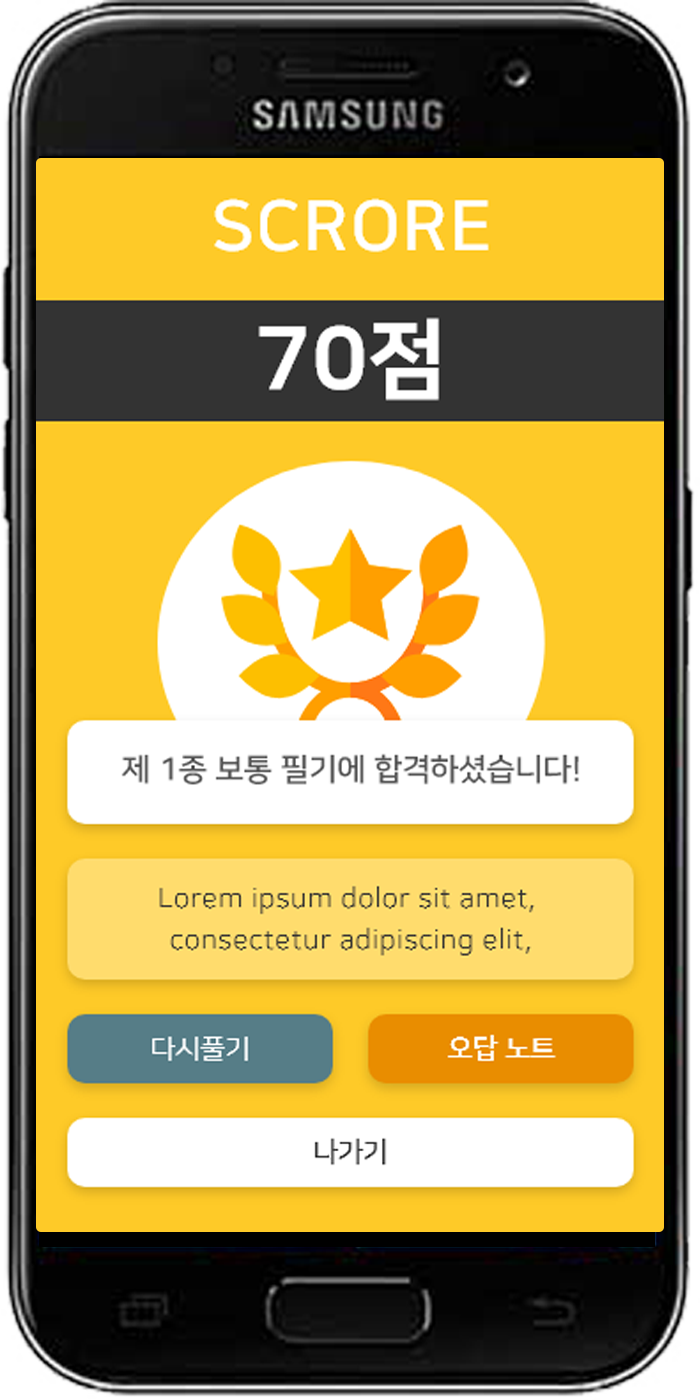 SAMSUNG
SCRORE
70점
제 1종 보통 필기에 합격하셨습니다!
Lorem ipsum dolor sit amet,
consectetur adipiscing elit,
다시풀기
오답 노트
나가기